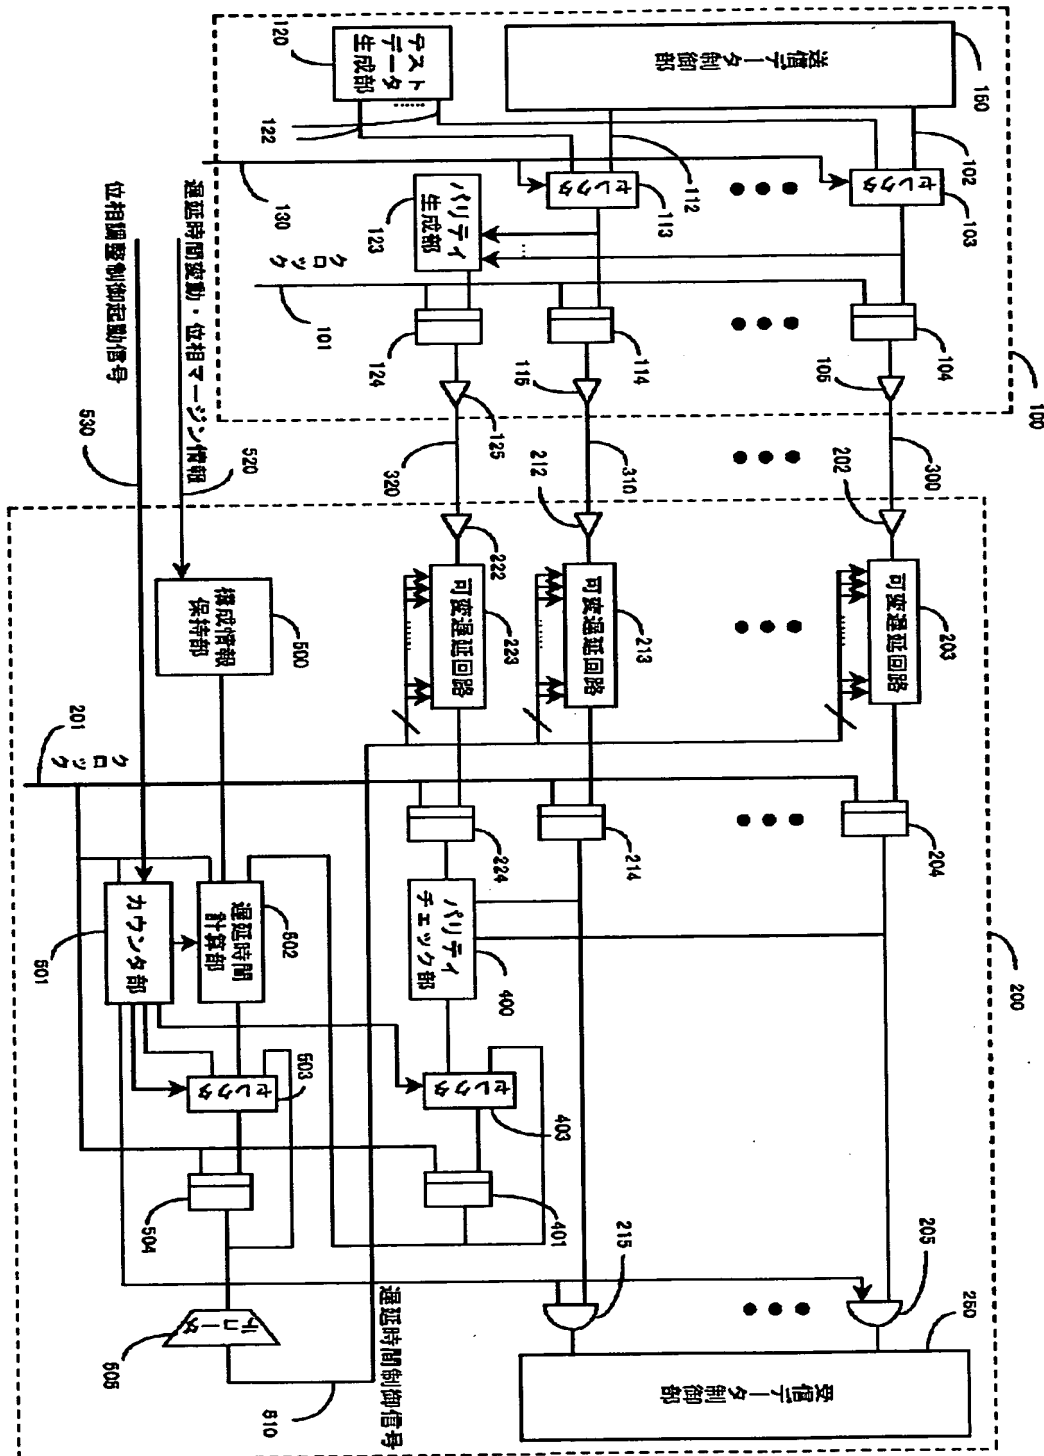 120
テスト
データ
生成部
送信データ制御部
150
122
102
112
130
セレクタ
113
セレクタ
103
パリティ
生成部
123
クロック
101
124
114
104
125
115
105
100
320
310
300
212
202
222
位相調整制御起動信号
530
遅延時間変動・位相マージン情報
520
構成情報
保持部
500
可変遅延回路
223
可変遅延回路
213
可変遅延回路
203
201
クロック
224
214
204
カウンタ部
501
遅延時間
計算部
502
パリティ
チェック部
400
200
セレクタ
503
セレクタ
403
504
401
デコーダ
505
遅延時間制御信号
510
215
205
250
受信データ制御部